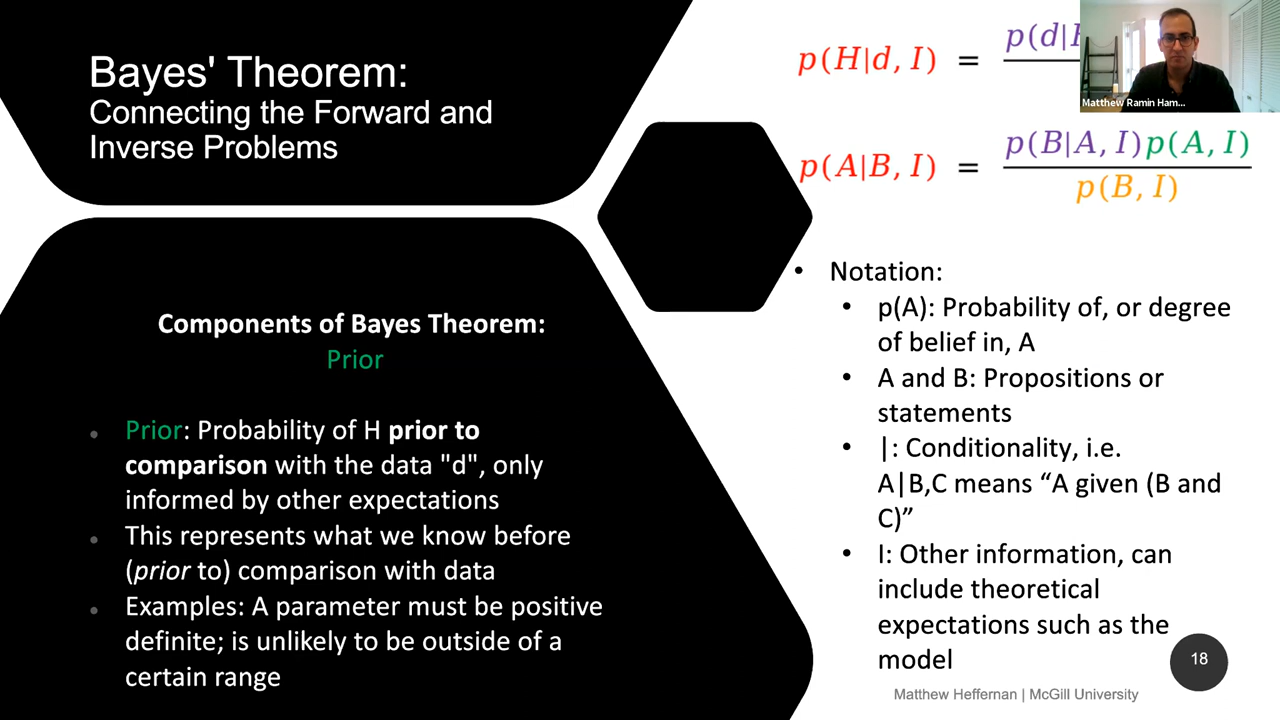 Bayes' Theorem:
Connecting the Forward and
Inverse Problems
Components of Bayes Theorem:
Prior
Prior: Probability of H prior to
comparison with the data "d", only
informed by other expectations
This represents what we know before
(prior to) comparison with data
Examples: A parameter must be positive
definite; is unlikely to be outside of a
certain range
p(H|d, I) = p(d|
Matthew Ramin Ham...
p(A|B, I) = p(B|A, I)p(A, I)
p(B, I)
• Notation:
• p(A): Probability of, or degree
of belief in, A
• A and B: Propositions or
statements
• |: Conditionality, i.e.
A|B,C means “A given (B and
C)”
• I: Other information, can
include theoretical
expectations such as the
model
18
Matthew Heffernan | McGill University